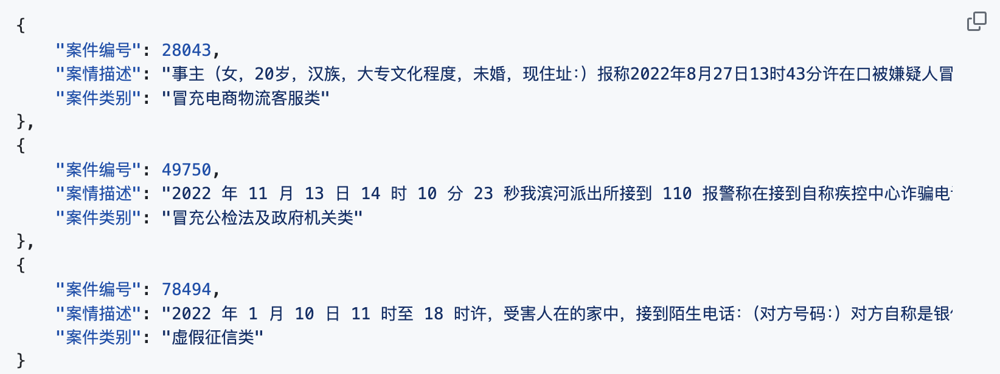 {
"案件编号": 28043,
"案情描述": "事主（女，20岁，汉族，大专文化程度，未婚，现住址:）报称2022年8月27日13时43分许在口被嫌疑人冒
"案件类别": "冒充电商物流客服类"
},
{
"案件编号": 49750,
"案情描述": "2022 年 11 月 13 日 14 时 10 分 23 秒我滨河派出所接到 110 报警称在接到自称疾控中心诈骗电
"案件类别": "冒充公检法及政府机关类"
},
{
"案件编号": 78494,
"案情描述": "2022 年 1 月 10 日 11 时至 18 时许，受害人在的家中，接到陌生电话：（对方号码:）对方自称是银
"案件类别": "虚假征信类"
}